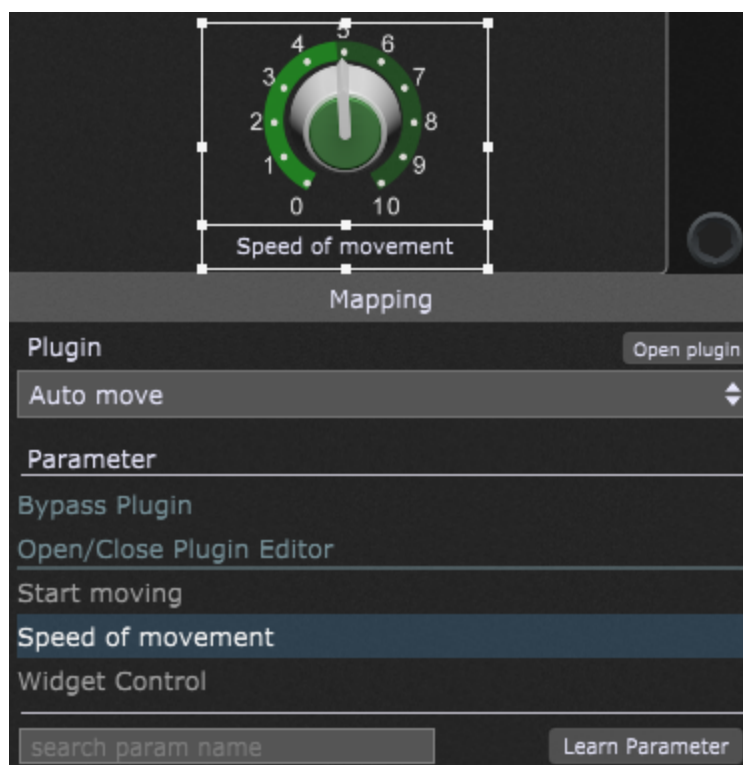 5
4 6
3 7
2 8
1 9
0 10
Speed of movement
Mapping
Plugin Open plugin
Auto move
Parameter
Bypass Plugin
Open/Close Plugin Editor
Start moving
Speed of movement
Widget Control
search param name Learn Parameter